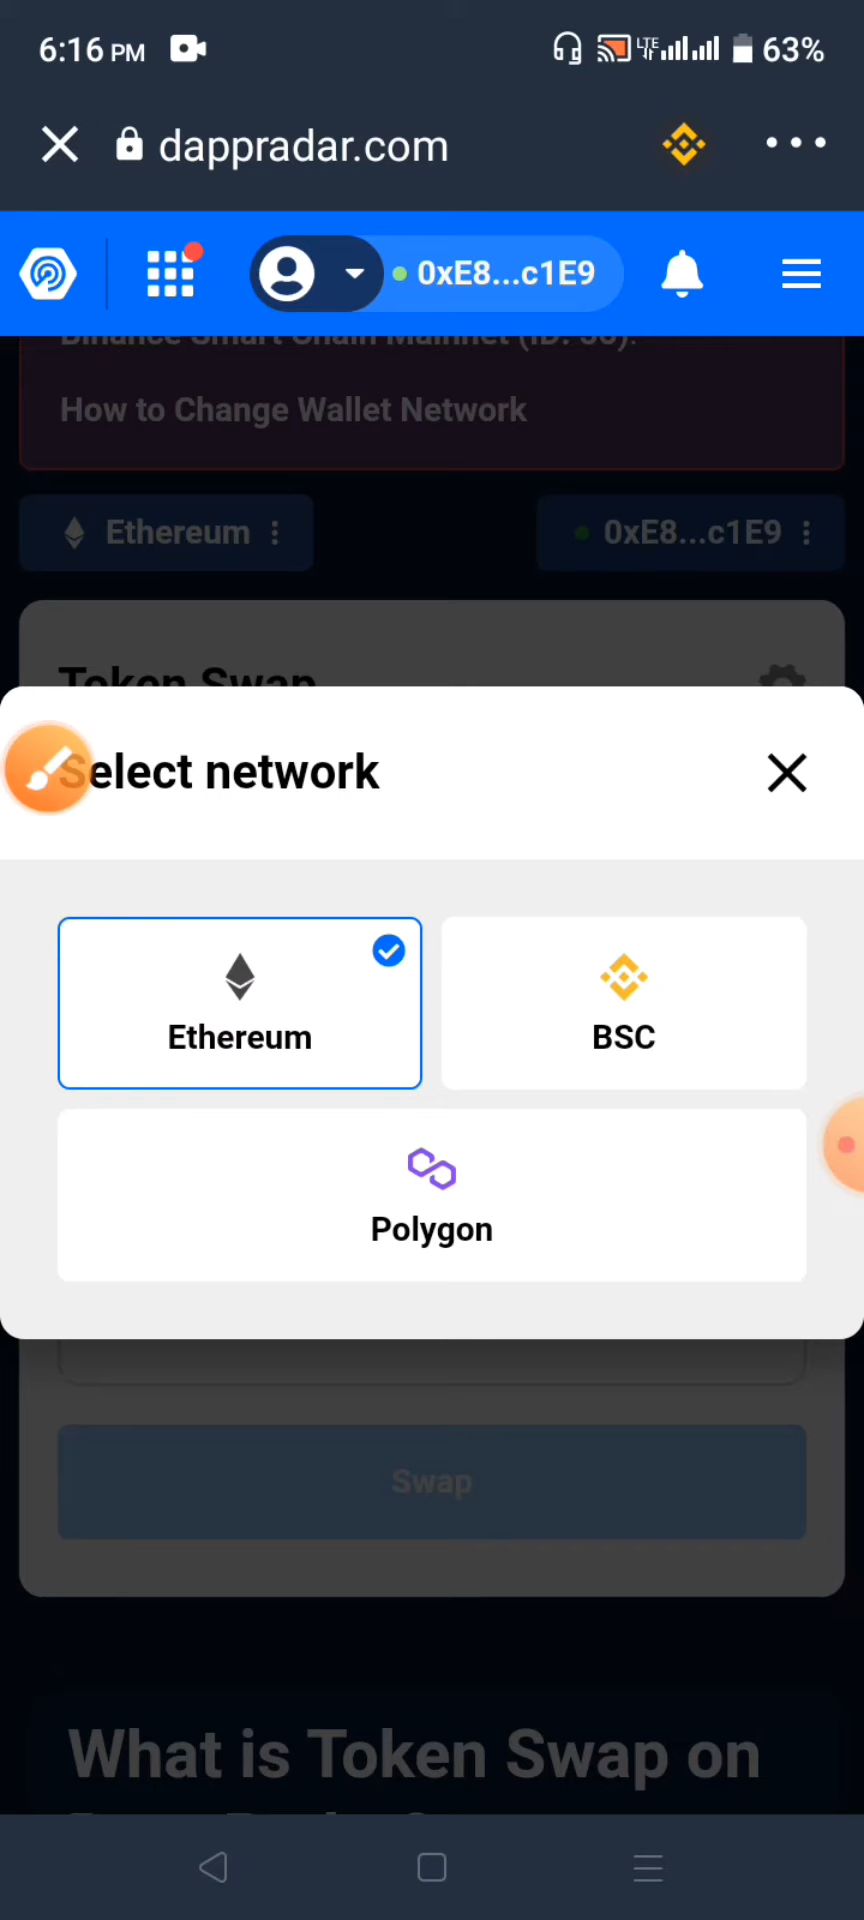 6:16 PM LTE 63%
dappradar.com
0xE8...c1E9
Binance Smart Chain Mainnet (ID: 56).
How to Change Wallet Network
Ethereum
0xE8...c1E9
Token Swap
Select network
Ethereum
BSC
Polygon
Swap
What is Token Swap on